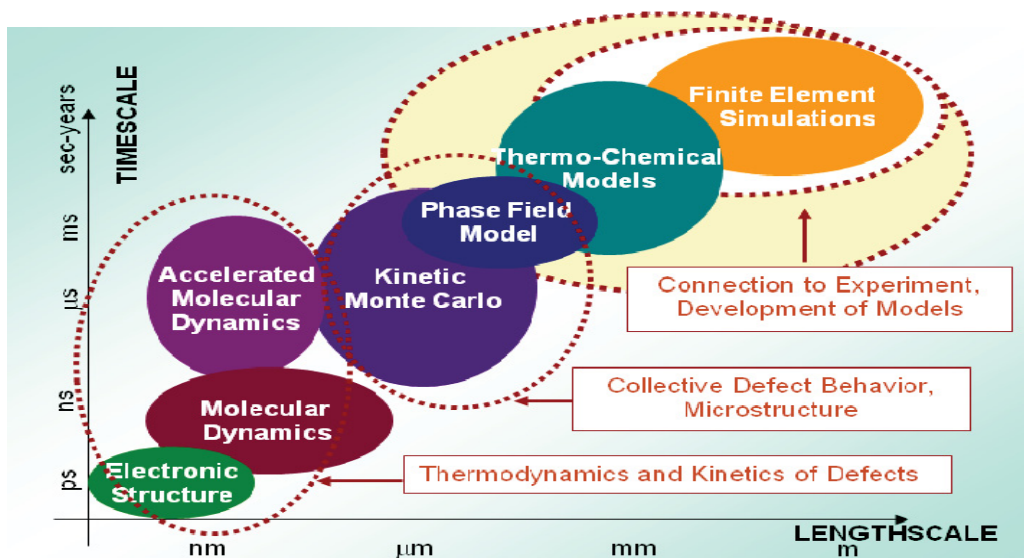 Finite Element
Simulations
Thermo-Chemical
Models
Phase Field
Model
Accelerated
Molecular
Dynamics
Kinetic
Monte Carlo
Molecular
Dynamics
Electronic
Structure
Connection to Experiment,
Development of Models
Collective Defect Behavior,
Microstructure
Thermodynamics and Kinetics of Defects
TIMESCALE
sec-years
ms
μs
ns
ps
LENGTHSCALE
nm
μm
mm
m